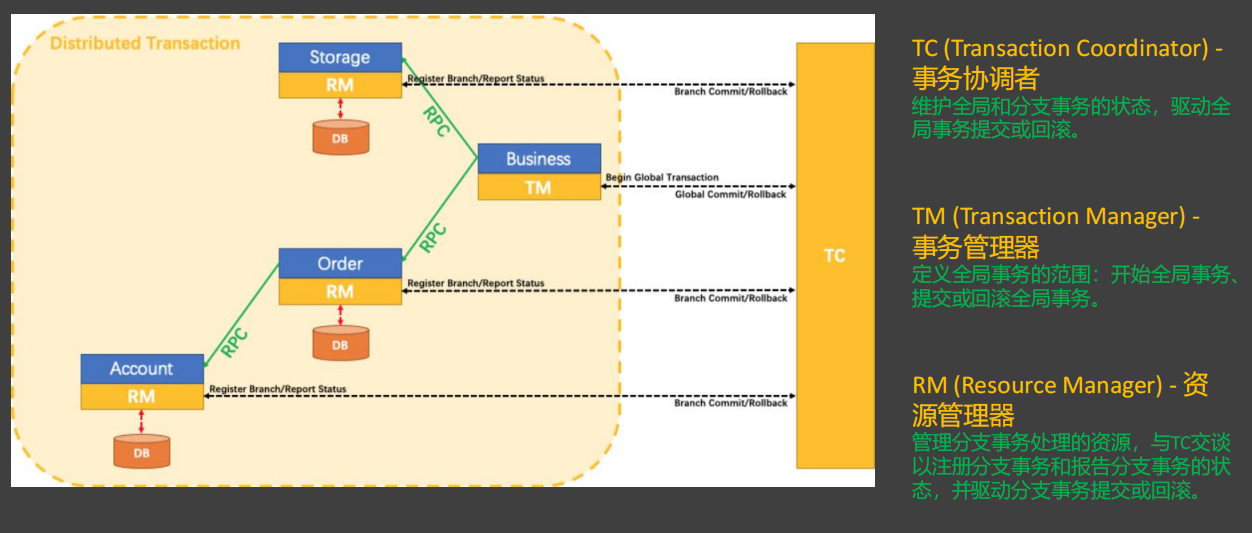 Distributed Transaction
Storage
RM
DB
Register Branch/Report Status
Branch Commit/Rollback
RPC
Business
TM
Begin Global Transaction
Global Commit/Rollback
RPC
Order
RM
DB
Register Branch/Report Status
Branch Commit/Rollback
RPC
Account
RM
DB
Register Branch/Report Status
Branch Commit/Rollback
TC
TC (Transaction Coordinator) -
事务协调者
维护全局和分支事务的状态，驱动全
局事务提交或回滚。
TM (Transaction Manager) -
事务管理器
定义全局事务的范围：开始全局事务、
提交或回滚全局事务。
RM (Resource Manager) - 资
源管理器
管理分支事务处理的资源，与TC交谈
以注册分支事务和报告分支事务的状
态，并驱动分支事务提交或回滚。